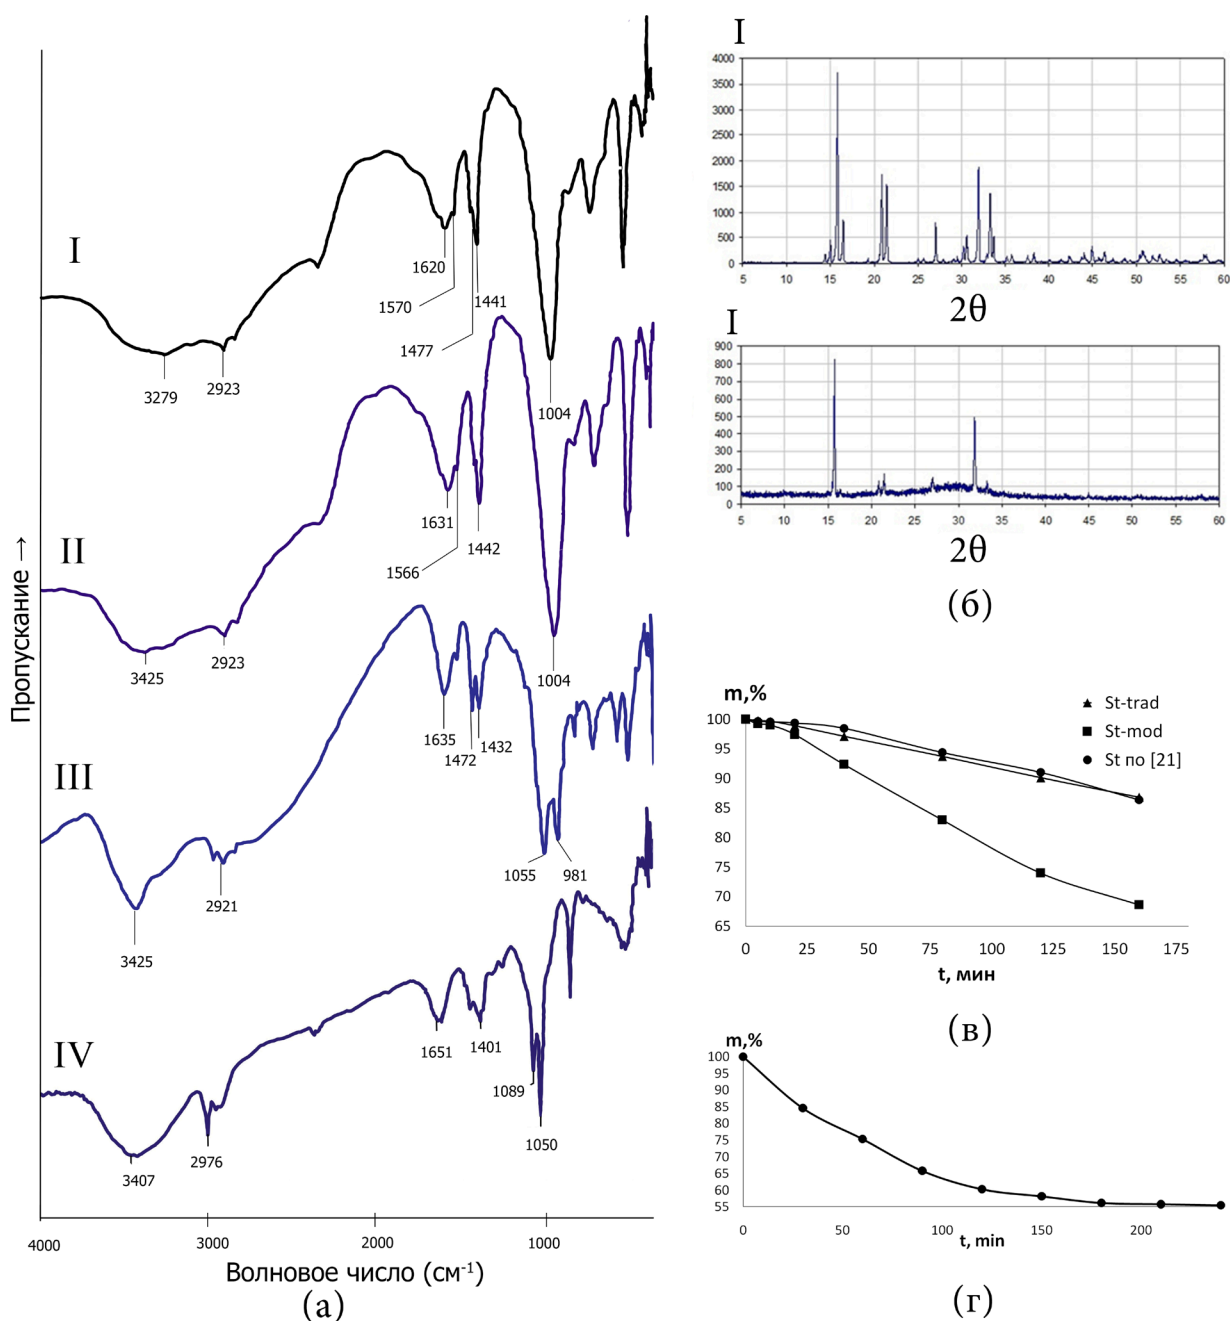 Пропускание →
I
1620
1570
1441
1477
3279
2923
1004
II
1631
1566
1442
3425
2923
1004
III
1635
1472
1432
3425
2921
1055
981
IV
1651
1401
1089
1050
3407
2976
4000
3000
2000
1000
Волновое число (см-1)
(а)
I
4000
3500
3000
2500
2000
1500
1000
500
0
5 10 15 20 25 30 35 40 45 50 55 60
2θ
I
900
800
700
600
500
400
300
200
100
0
5 10 15 20 25 30 35 40 45 50 55 60
2θ
(б)
m,%
St-trad
St-mod
St по [21]
100
95
90
85
80
75
70
65
0 25 50 75 100 125 150 175
t, мин
(в)
m,%
100
95
90
85
80
75
70
65
60
55
0 50 100 150 200
t, min
(г)